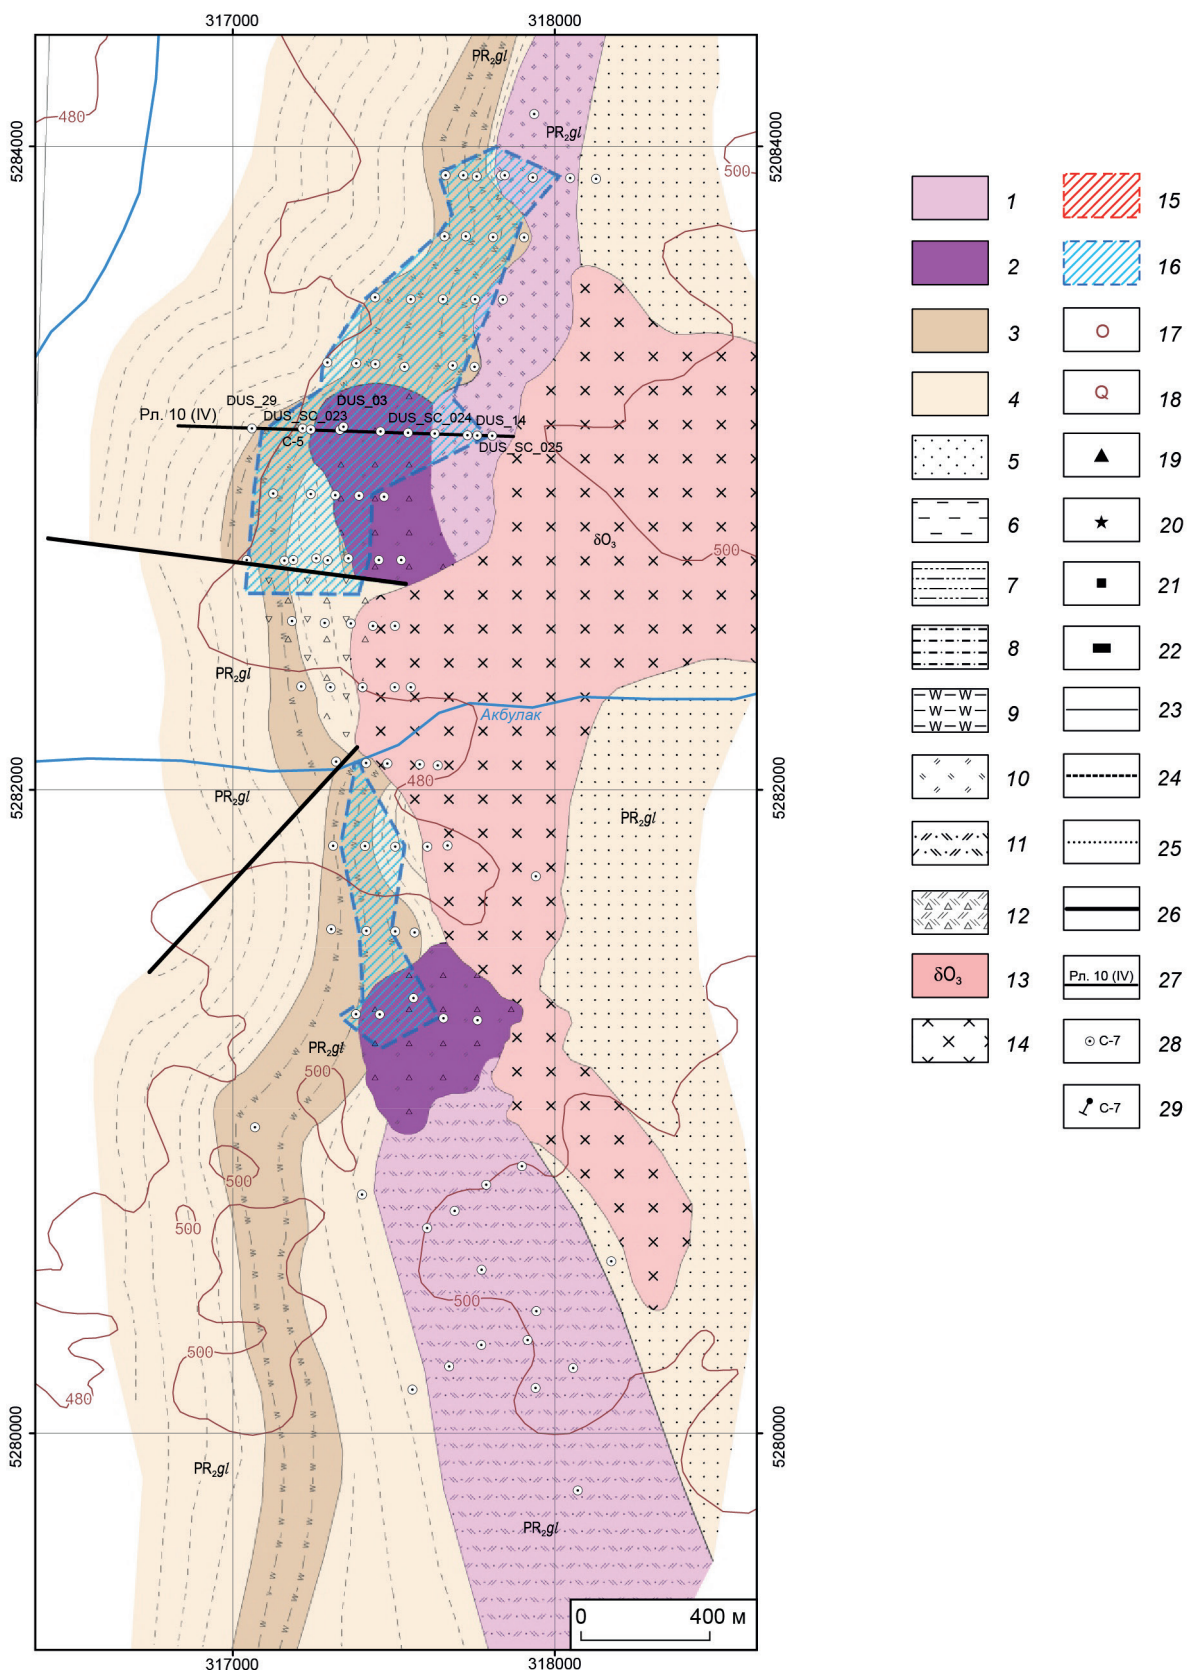 317000 318000
PR₂gl
480
PR₂gl
5284000
5284000
500
DUS_29 DUS_03
Рл. 10 (IV) DUS_SC_023 DUS_SC_024 DUS_14
C-5 DUS_SC_025
δO₃
500
PR₂gl
Акбулак
480
5282000
5282000
PR₂gl
PR₂gl
PR₂gl
500
500
500
500
500
480
5280000
5280000
PR₂gl
PR₂gl
0 400 м
317000 318000
1
2
3
4
5
6
7
W W
W W
W W
8
9
10
11
12
δO₃ 13
14
15
16
O 17
Q 18
19
20
21
22
23
24
25
26
Рл. 10 (IV) 27
C-7 28
C-7 29